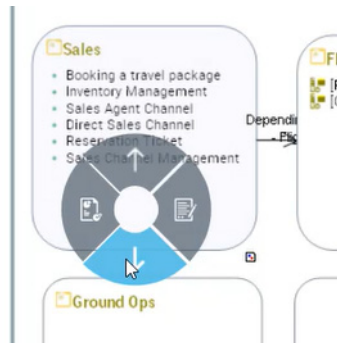 Sales
Booking a travel package
Inventory Management
Sales Agent Channel
Direct Sales Channel
Reservation Ticket
Sales Channel Management
Ground Ops